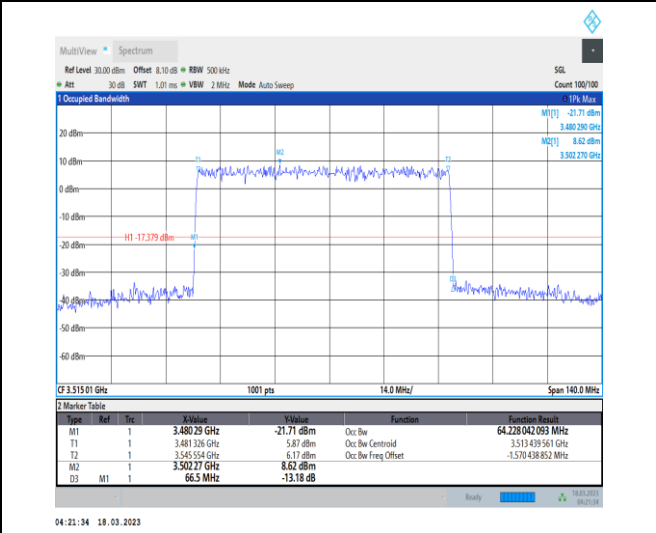 MultiView Spectrum
Ref Level 30.00 dBm Offset 8.10 dB RBW 500 kHz SGL
Att 30 dB SWT 1.01 ms VBW 2 MHz Mode Auto Sweep Count 100/100
1 Occupied Bandwidth 1Pk Max
M1[1] -21.71 dBm
3.480 290 GHz
M2[1] 8.62 dBm
3.502 270 GHz
20 dBm
M2
T1 T2
10 dBm
0 dBm
-10 dBm
H1 -17.379 dBm M1
-20 dBm
-30 dBm
D3
-40 dBm
-50 dBm
-60 dBm
CF 3.515 01 GHz 1001 pts 14.0 MHz/ Span 140.0 MHz
2 Marker Table
Type Ref Trc X-Value Y-Value Function Function Result
M1 1 3.480 29 GHz -21.71 dBm Occ Bw 64.228 042 093 MHz
T1 1 3.481 326 GHz 5.87 dBm Occ Bw Centroid 3.513 439 561 GHz
T2 1 3.545 554 GHz 6.17 dBm Occ Bw Freq Offset -1.570 438 852 MHz
M2 1 3.502 27 GHz 8.62 dBm
D3 M1 1 66.5 MHz -13.18 dB
Ready 18.03.2023
04:21:34
04:21:34 18.03.2023